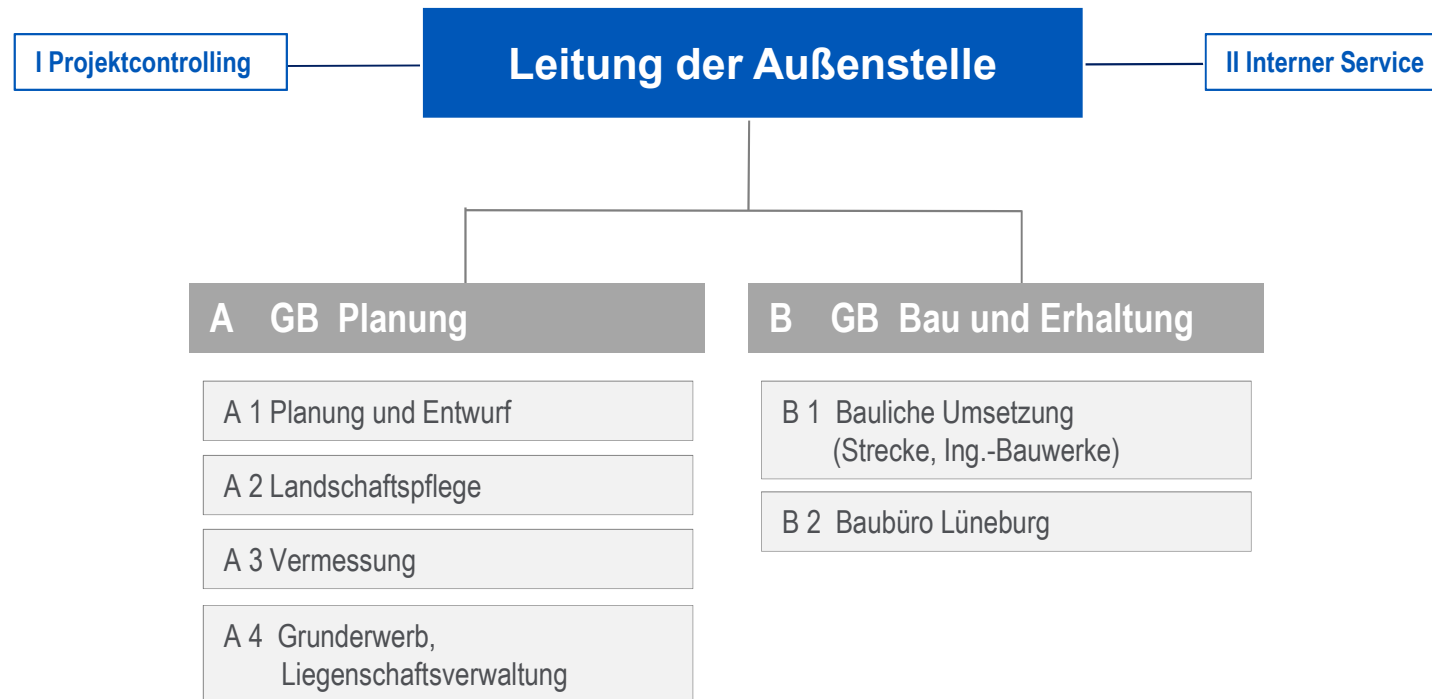 I Projektcontrolling
Leitung der Außenstelle
II Interner Service
A GB Planung
A 1 Planung und Entwurf
A 2 Landschaftspflege
A 3 Vermessung
A 4 Grunderwerb,
Liegenschaftsverwaltung
B GB Bau und Erhaltung
B 1 Bauliche Umsetzung
(Strecke, Ing.-Bauwerke)
B 2 Baubüro Lüneburg